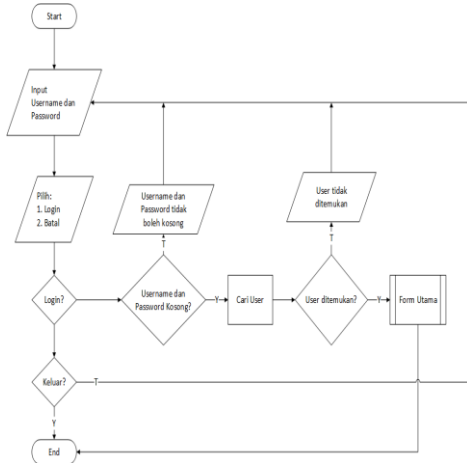 Start
Input
Username dan
Password
Pilih:
1. Login
2. Batal
Username dan
Password tidak
boleh kosong
User tidak
ditemukan
T
T
Login?
Username dan
Password Kosong?
Y
Cari User
User ditemukan?
Y
Form Utama
Keluar?
T
Y
End